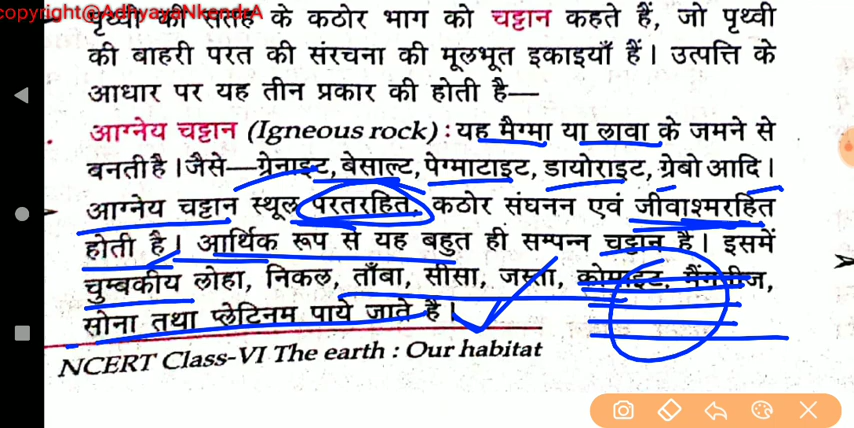 copyright@AdhyayaNkendrA
पृथ्वी की सतह के कठोर भाग को चट्टान कहते हैं, जो पृथ्वी
की बाहरी परत की संरचना की मूलभूत इकाइयाँ हैं। उत्पत्ति के
आधार पर यह तीन प्रकार की होती है—
आग्नेय चट्टान (Igneous rock) : यह मैग्मा या लावा के जमने से
बनती है। जैसे—ग्रेनाइट, बेसाल्ट, पेग्माटाइट, डायोराइट, ग्रेबो आदि।
आग्नेय चट्टान स्थूल परतरहित, कठोर संघनन एवं जीवाश्मरहित
होती है। आर्थिक रूप से यह बहुत ही सम्पन्न चट्टान है। इसमें
चुम्बकीय लोहा, निकल, ताँबा, सीसा, जस्ता, क्रोमाइट, मैंगनीज,
सोना तथा प्लेटिनम पाये जाते है।
NCERT Class-VI The earth : Our habitat